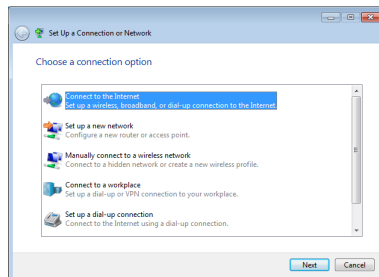 Set Up a Connection or Network
Choose a connection option
Connect to the Internet
Set up a wireless, broadband, or dial-up connection to the Internet.
Set up a new network
Configure a new router or access point.
Manually connect to a wireless network
Connect to a hidden network or create a new wireless profile.
Connect to a workplace
Set up a dial-up or VPN connection to your workplace.
Set up a dial-up connection
Connect to the Internet using a dial-up connection.
Next
Cancel